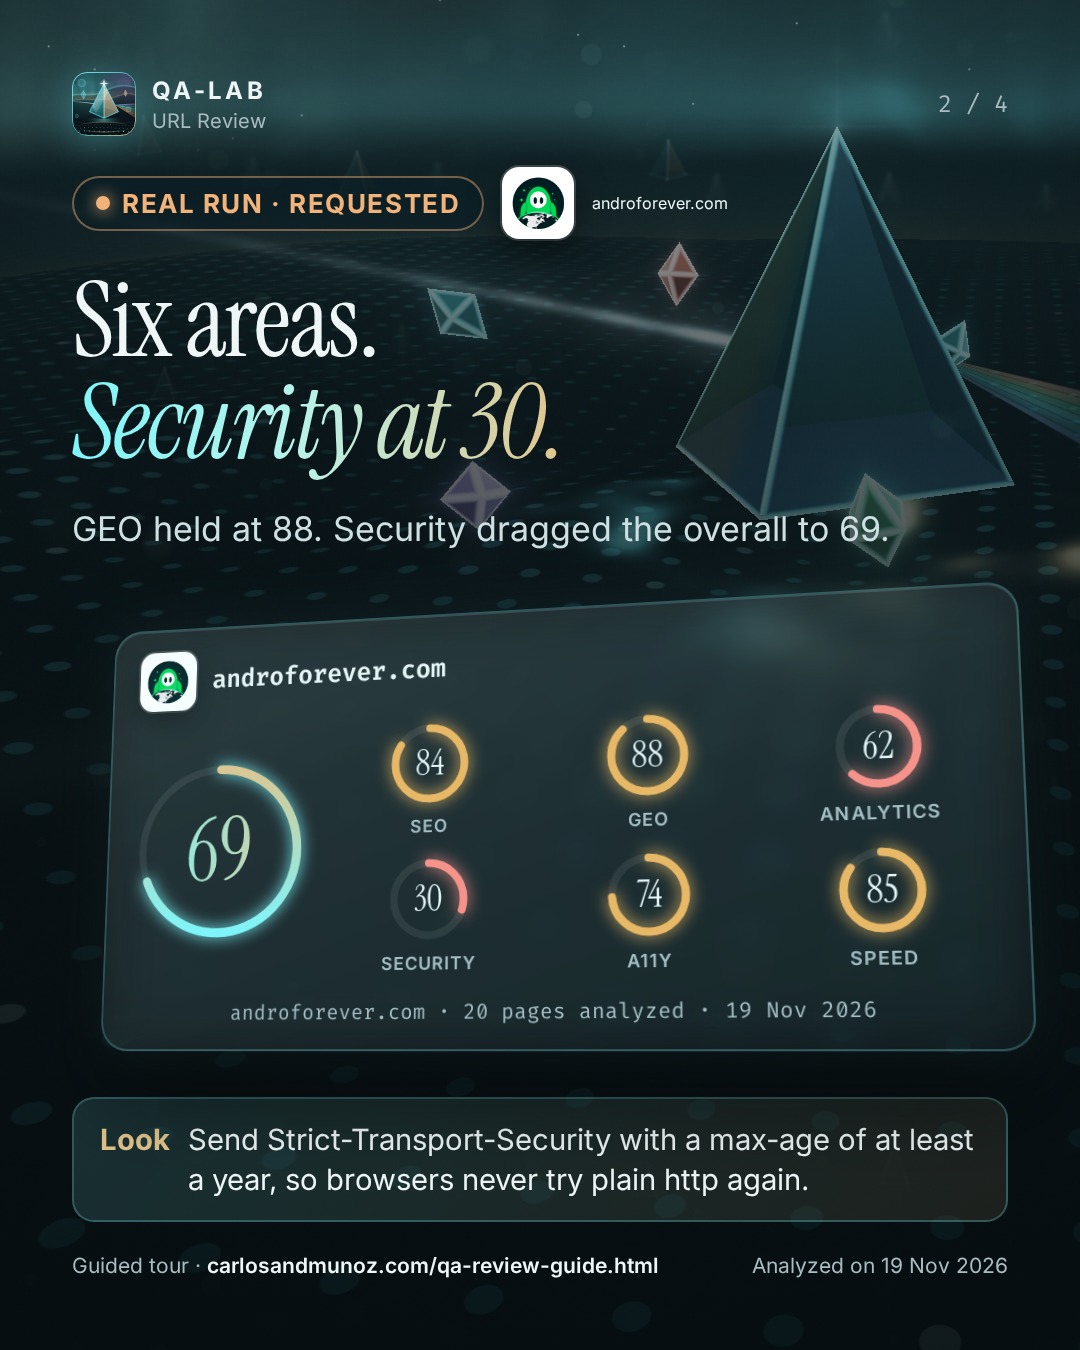 QA-LAB
URL Review
2 / 4
REAL RUN · REQUESTED
androforever.com
Six areas.
Security at 30.
GEO held at 88. Security dragged the overall to 69.
androforever.com
69
84
SEO
88
GEO
62
ANALYTICS
30
SECURITY
74
A11Y
85
SPEED
androforever.com · 20 pages analyzed · 19 Nov 2026
Look Send Strict-Transport-Security with a max-age of at least
a year, so browsers never try plain http again.
Guided tour · carlosandmunoz.com/qa-review-guide.html
Analyzed on 19 Nov 2026